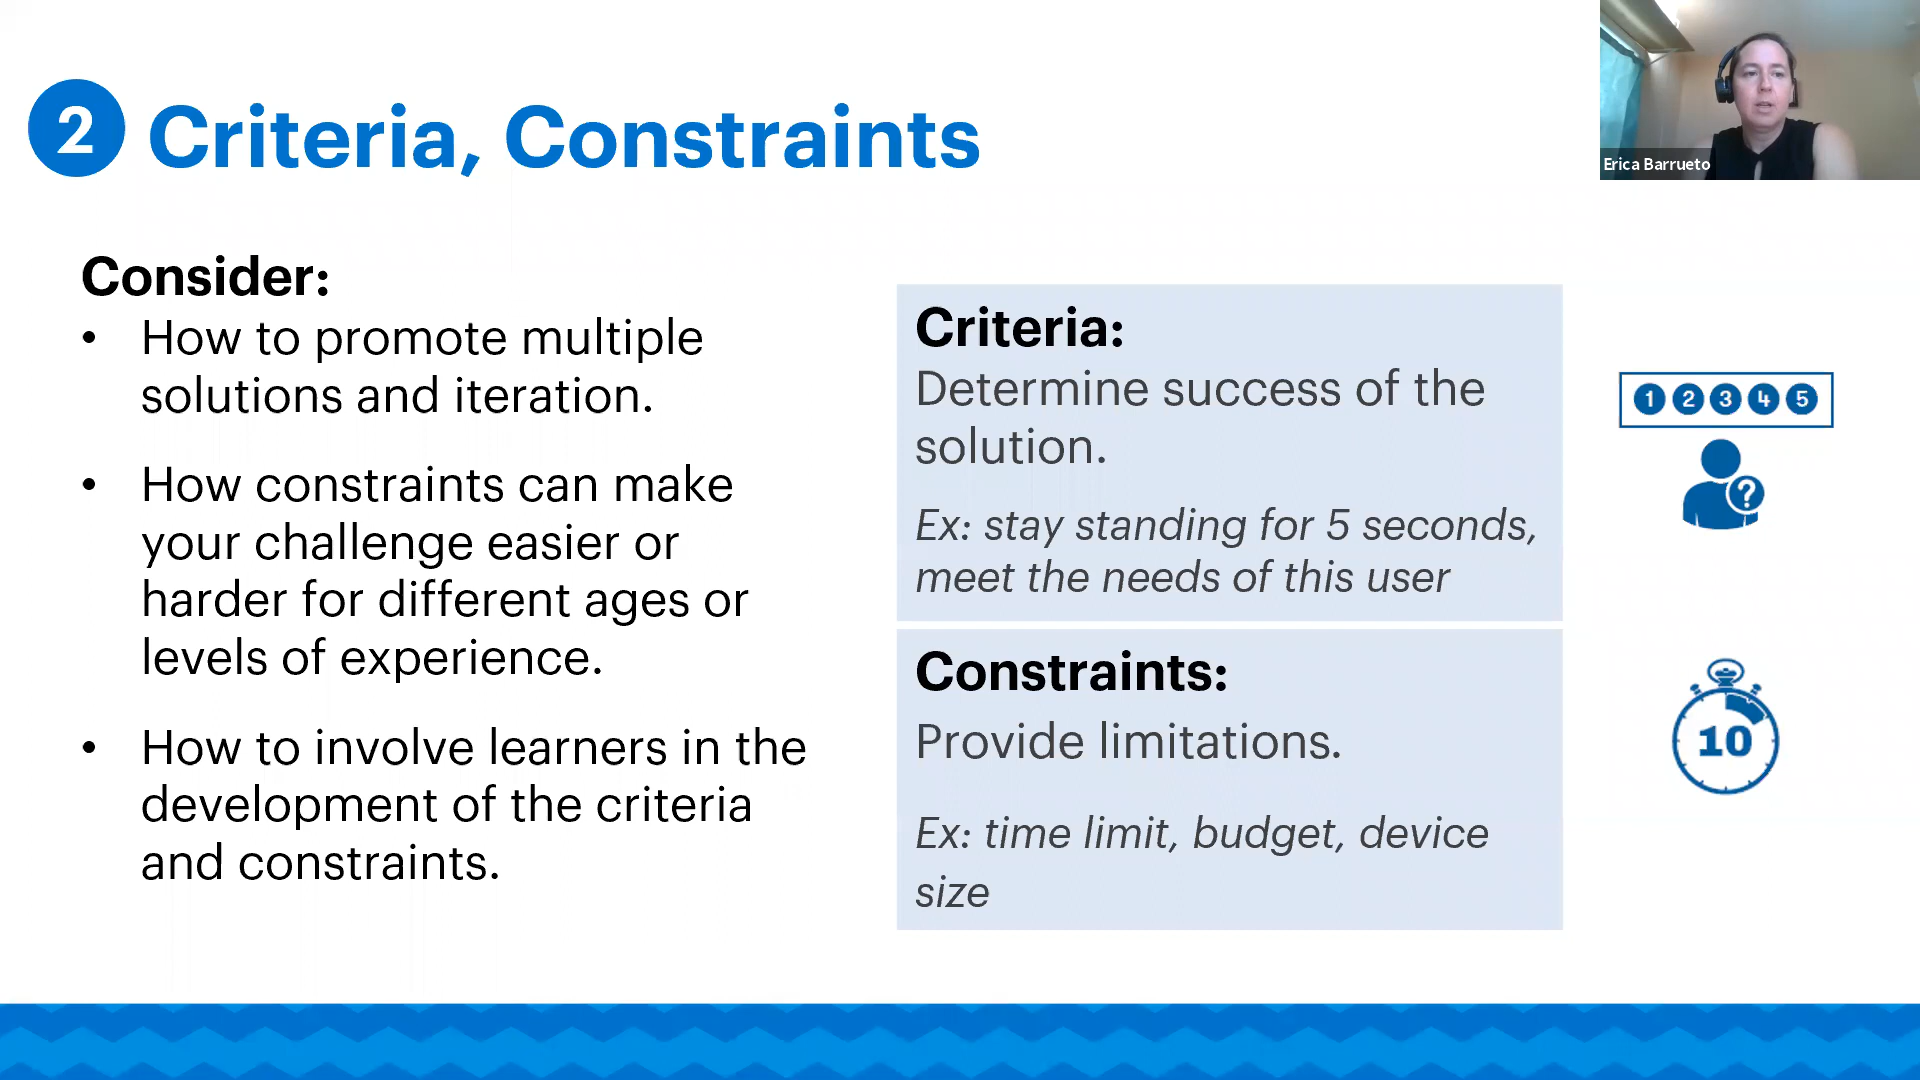 2 Criteria, Constraints
Erica Barrueto
Consider:
• How to promote multiple
solutions and iteration.
• How constraints can make
your challenge easier or
harder for different ages or
levels of experience.
• How to involve learners in the
development of the criteria
and constraints.
Criteria:
Determine success of the
solution.
Ex: stay standing for 5 seconds,
meet the needs of this user
1 2 3 4 5
?
Constraints:
Provide limitations.
Ex: time limit, budget, device
size
10